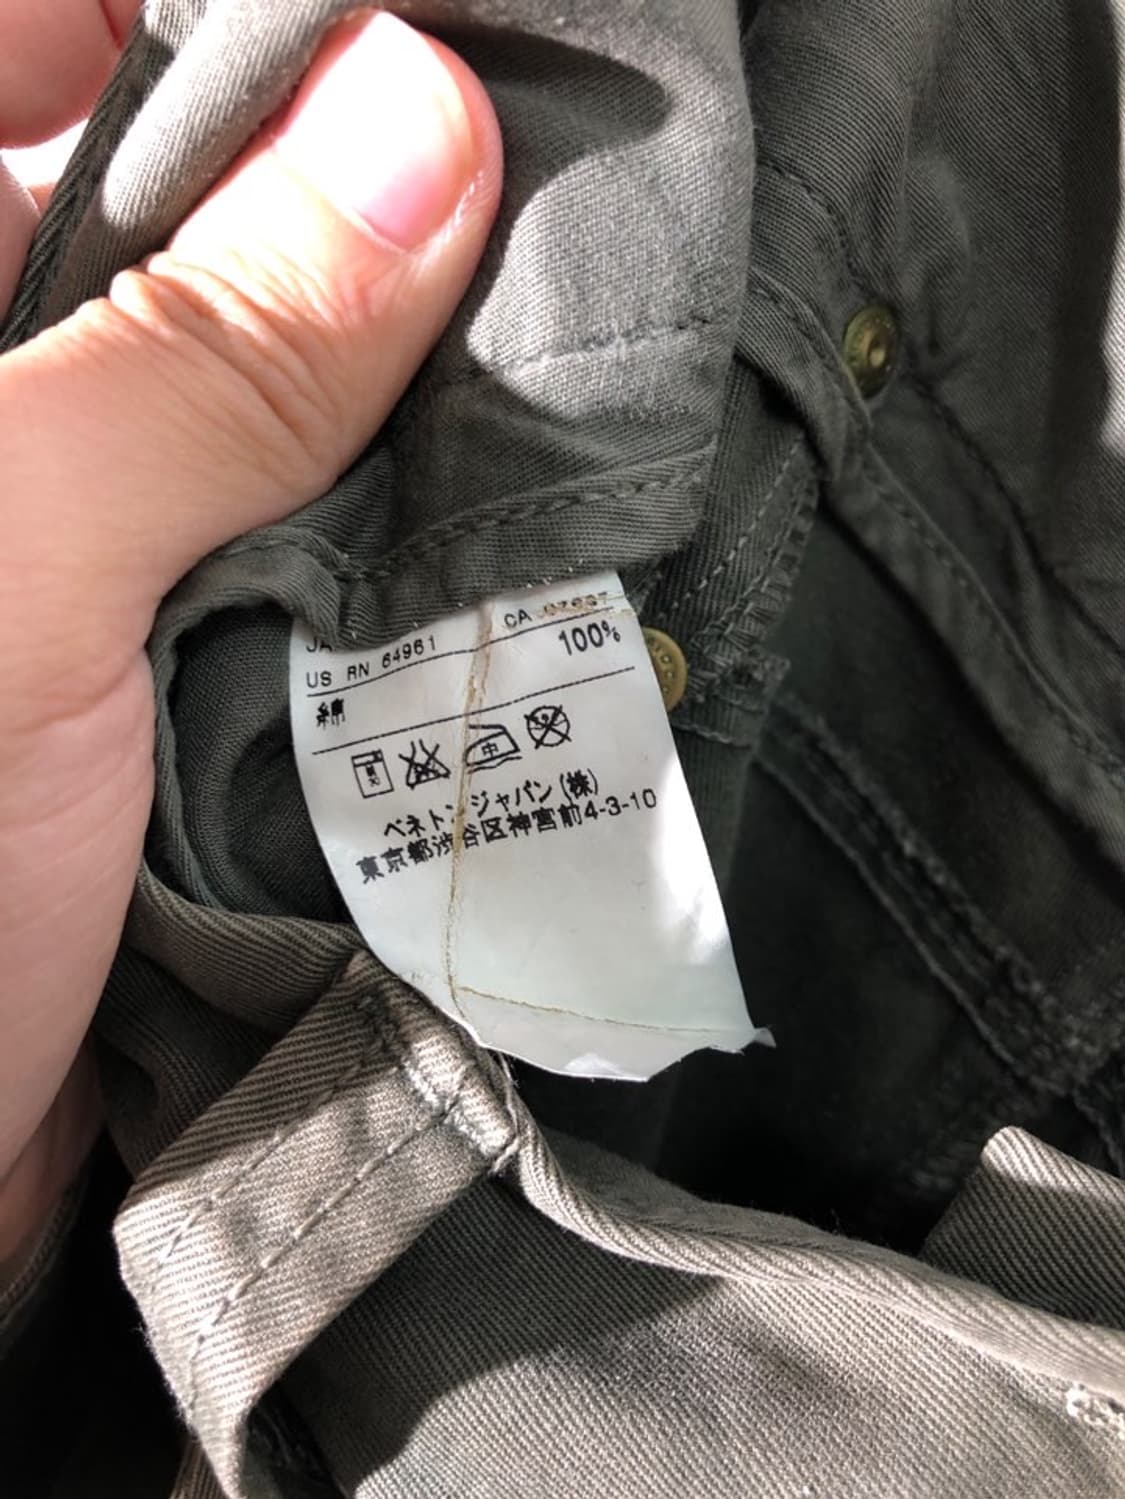 CA 07637
US RN 64961
綿 100%
中
ベネトンジャパン(株)
東京都渋谷区神宮前4-3-10